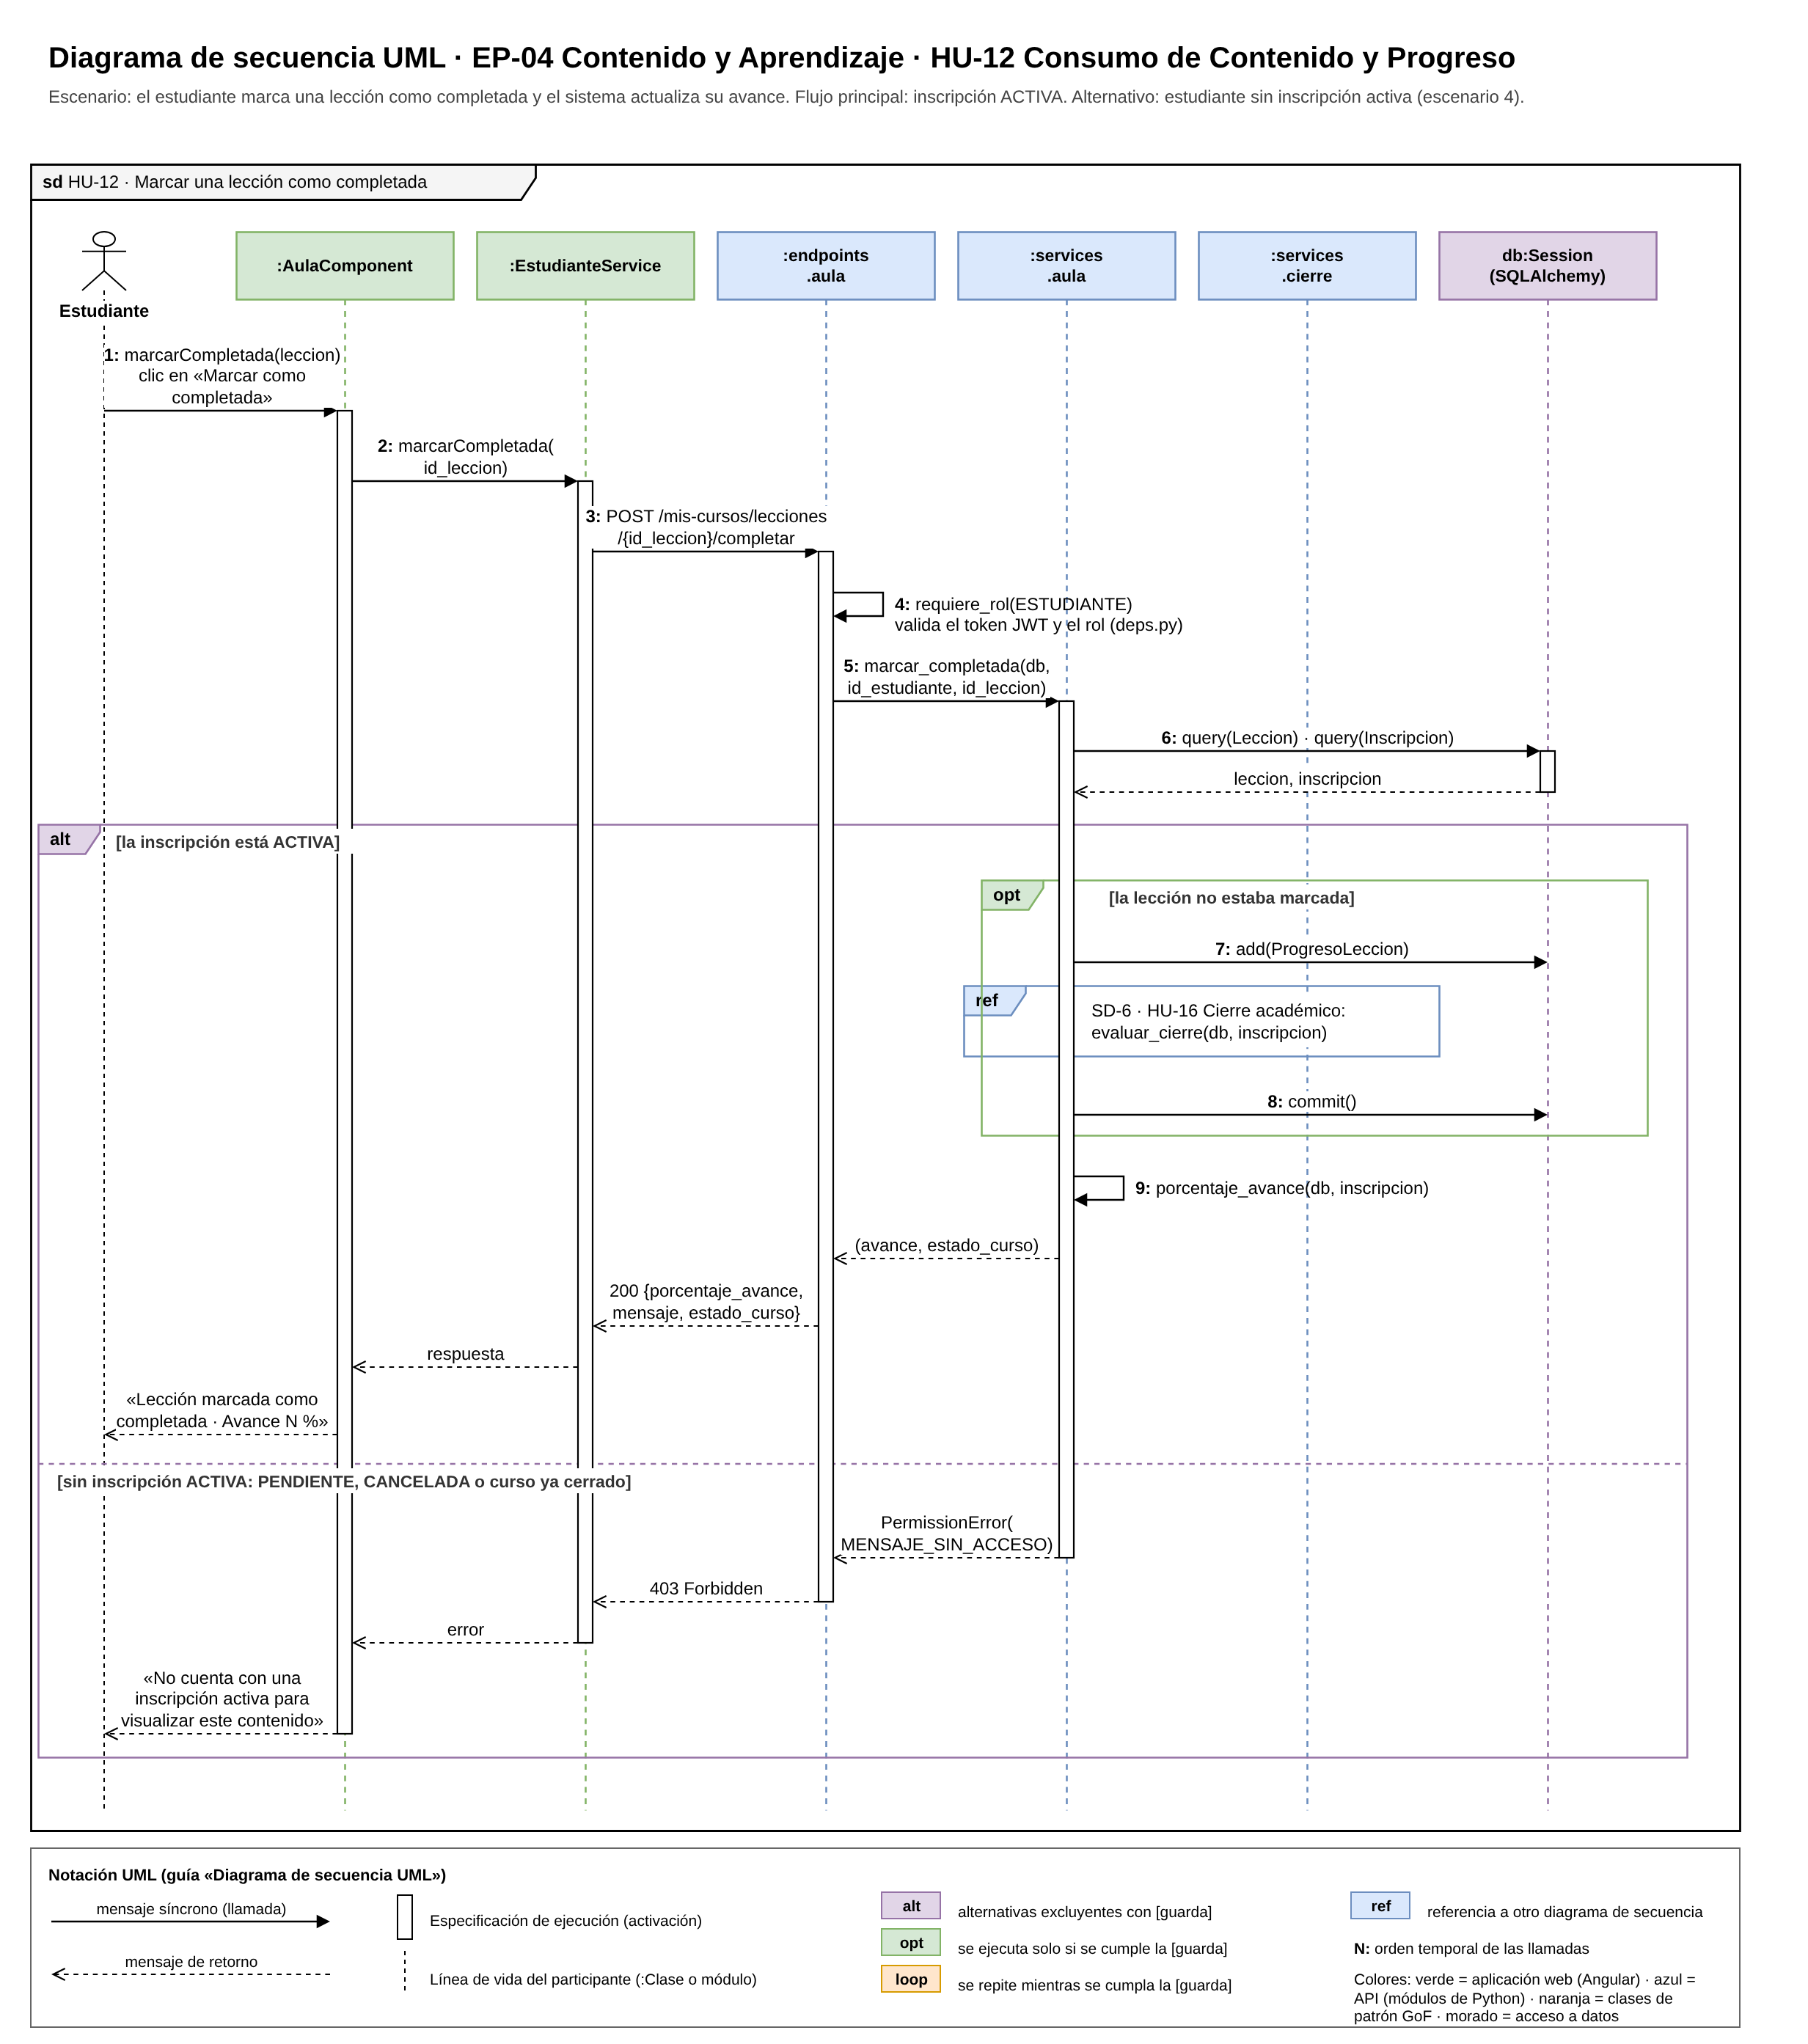 Diagrama de secuencia UML · EP-04 Contenido y Aprendizaje · HU-12 Consumo de Contenido y Progreso
Escenario: el estudiante marca una lección como completada y el sistema actualiza su avance. Flujo principal: inscripción ACTIVA. Alternativo: estudiante sin inscripción activa (escenario 4).
sd HU-12 · Marcar una lección como completada
Estudiante
:AulaComponent
:EstudianteService
:endpoints
.aula
:services
.aula
:services
.cierre
db:Session
(SQLAlchemy)
1: marcarCompletada(leccion)
clic en «Marcar como
completada»
2: marcarCompletada(
id_leccion)
3: POST /mis-cursos/lecciones
/{id_leccion}/completar
4: requiere_rol(ESTUDIANTE)
valida el token JWT y el rol (deps.py)
5: marcar_completada(db,
id_estudiante, id_leccion)
6: query(Leccion) · query(Inscripcion)
leccion, inscripcion
alt
[la inscripción está ACTIVA]
opt
[la lección no estaba marcada]
7: add(ProgresoLeccion)
ref
SD-6 · HU-16 Cierre académico:
evaluar_cierre(db, inscripcion)
8: commit()
9: porcentaje_avance(db, inscripcion)
(avance, estado_curso)
200 {porcentaje_avance,
mensaje, estado_curso}
respuesta
«Lección marcada como
completada · Avance N %»
[sin inscripción ACTIVA: PENDIENTE, CANCELADA o curso ya cerrado]
PermissionError(
MENSAJE_SIN_ACCESO)
403 Forbidden
error
«No cuenta con una
inscripción activa para
visualizar este contenido»
Notación UML (guía «Diagrama de secuencia UML»)
mensaje síncrono (llamada)
mensaje de retorno
Especificación de ejecución (activación)
Línea de vida del participante (:Clase o módulo)
alt
alternativas excluyentes con [guarda]
opt
se ejecuta solo si se cumple la [guarda]
loop
se repite mientras se cumpla la [guarda]
ref
referencia a otro diagrama de secuencia
N: orden temporal de las llamadas
Colores: verde = aplicación web (Angular) · azul =
API (módulos de Python) · naranja = clases de
patrón GoF · morado = acceso a datos